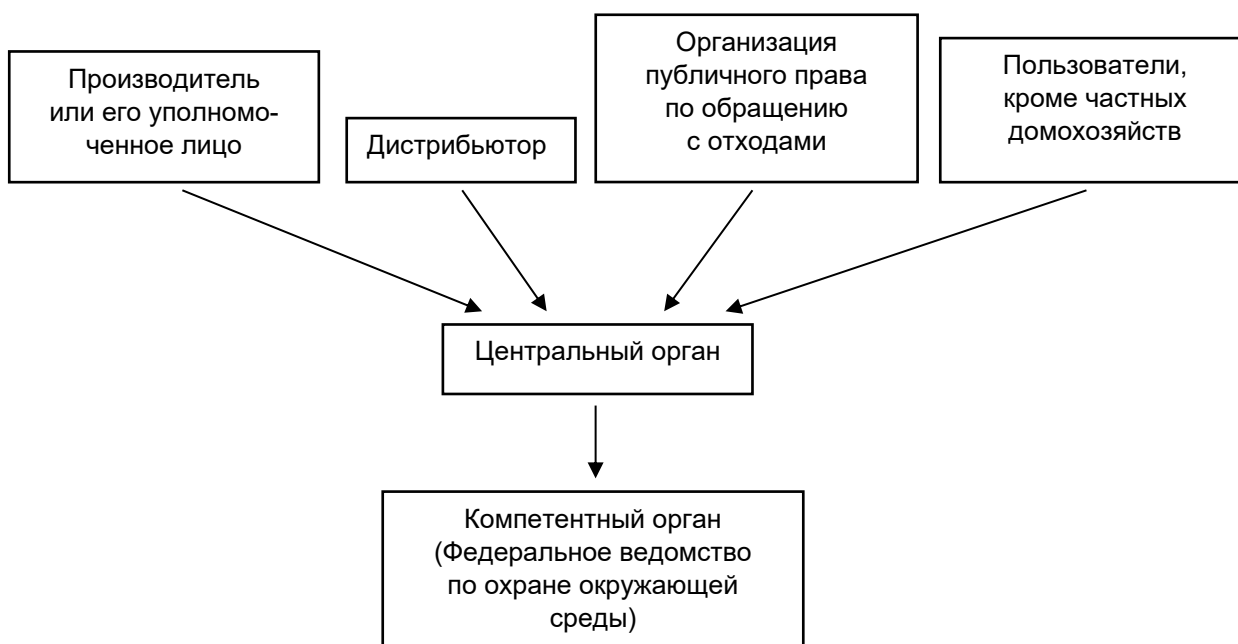 Производитель
или его уполномо-
ченное лицо
Дистрибьютор
Организация
публичного права
по обращению
с отходами
Пользователи,
кроме частных
домохозяйств
Центральный орган
Компетентный орган
(Федеральное ведомство
по охране окружающей
среды)